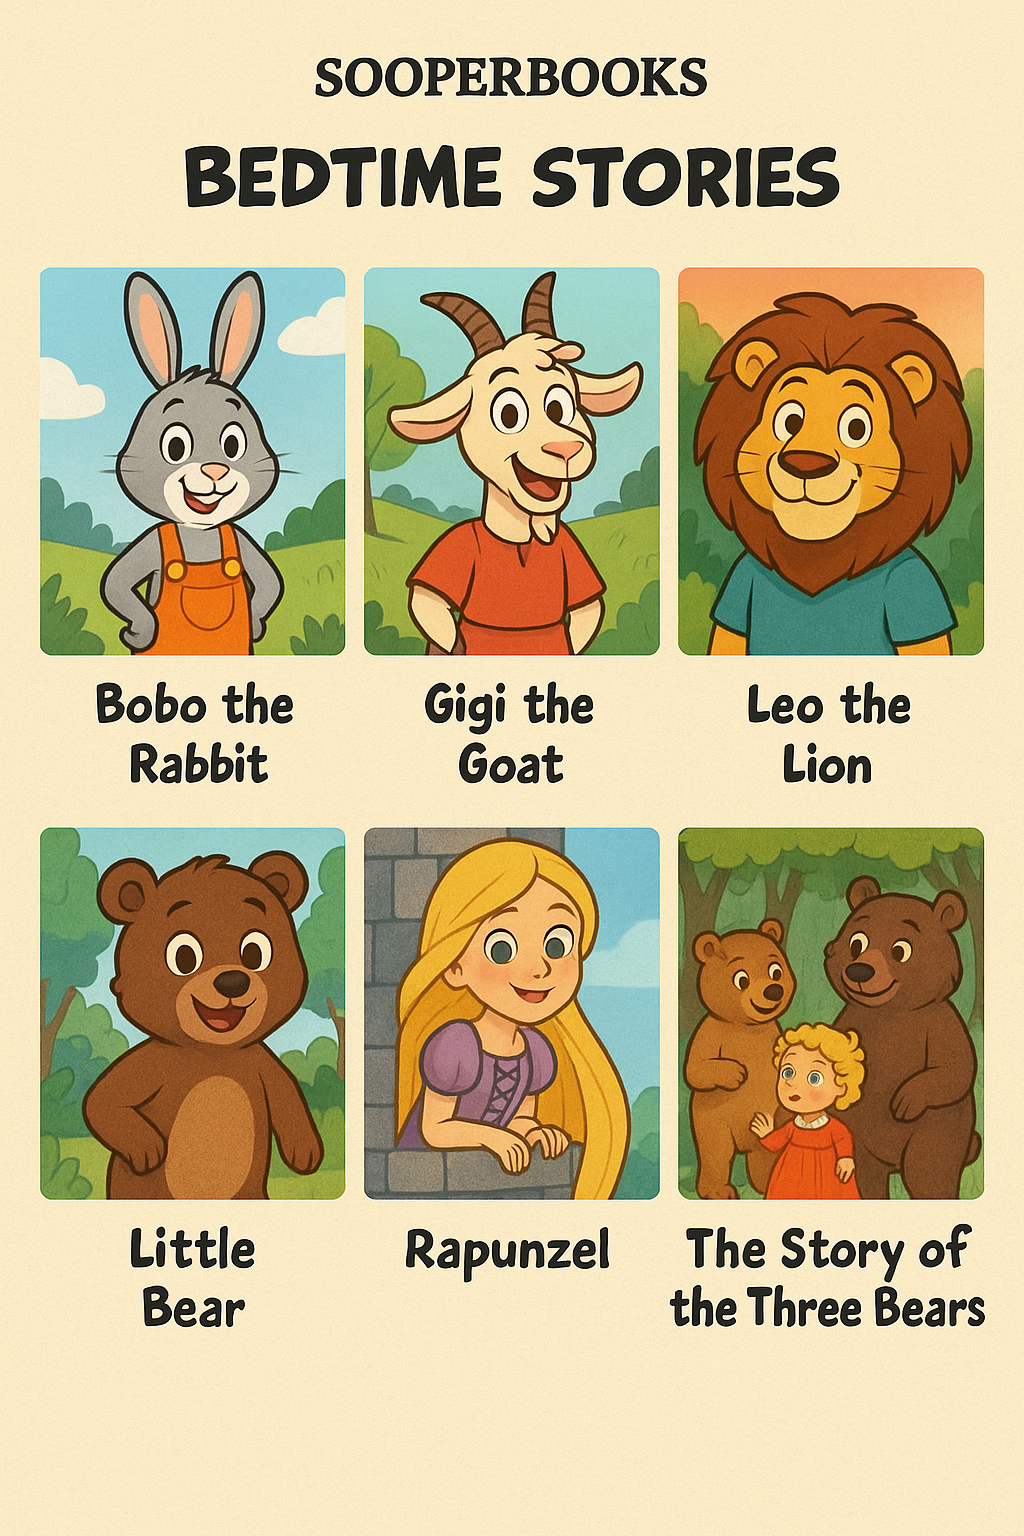 SOOPERBOOKS
BEDTIME STORIES
Bobo the
Rabbit
Gigi the
Goat
Leo the
Lion
Little
Bear
Rapunzel
The Story of
the Three Bears